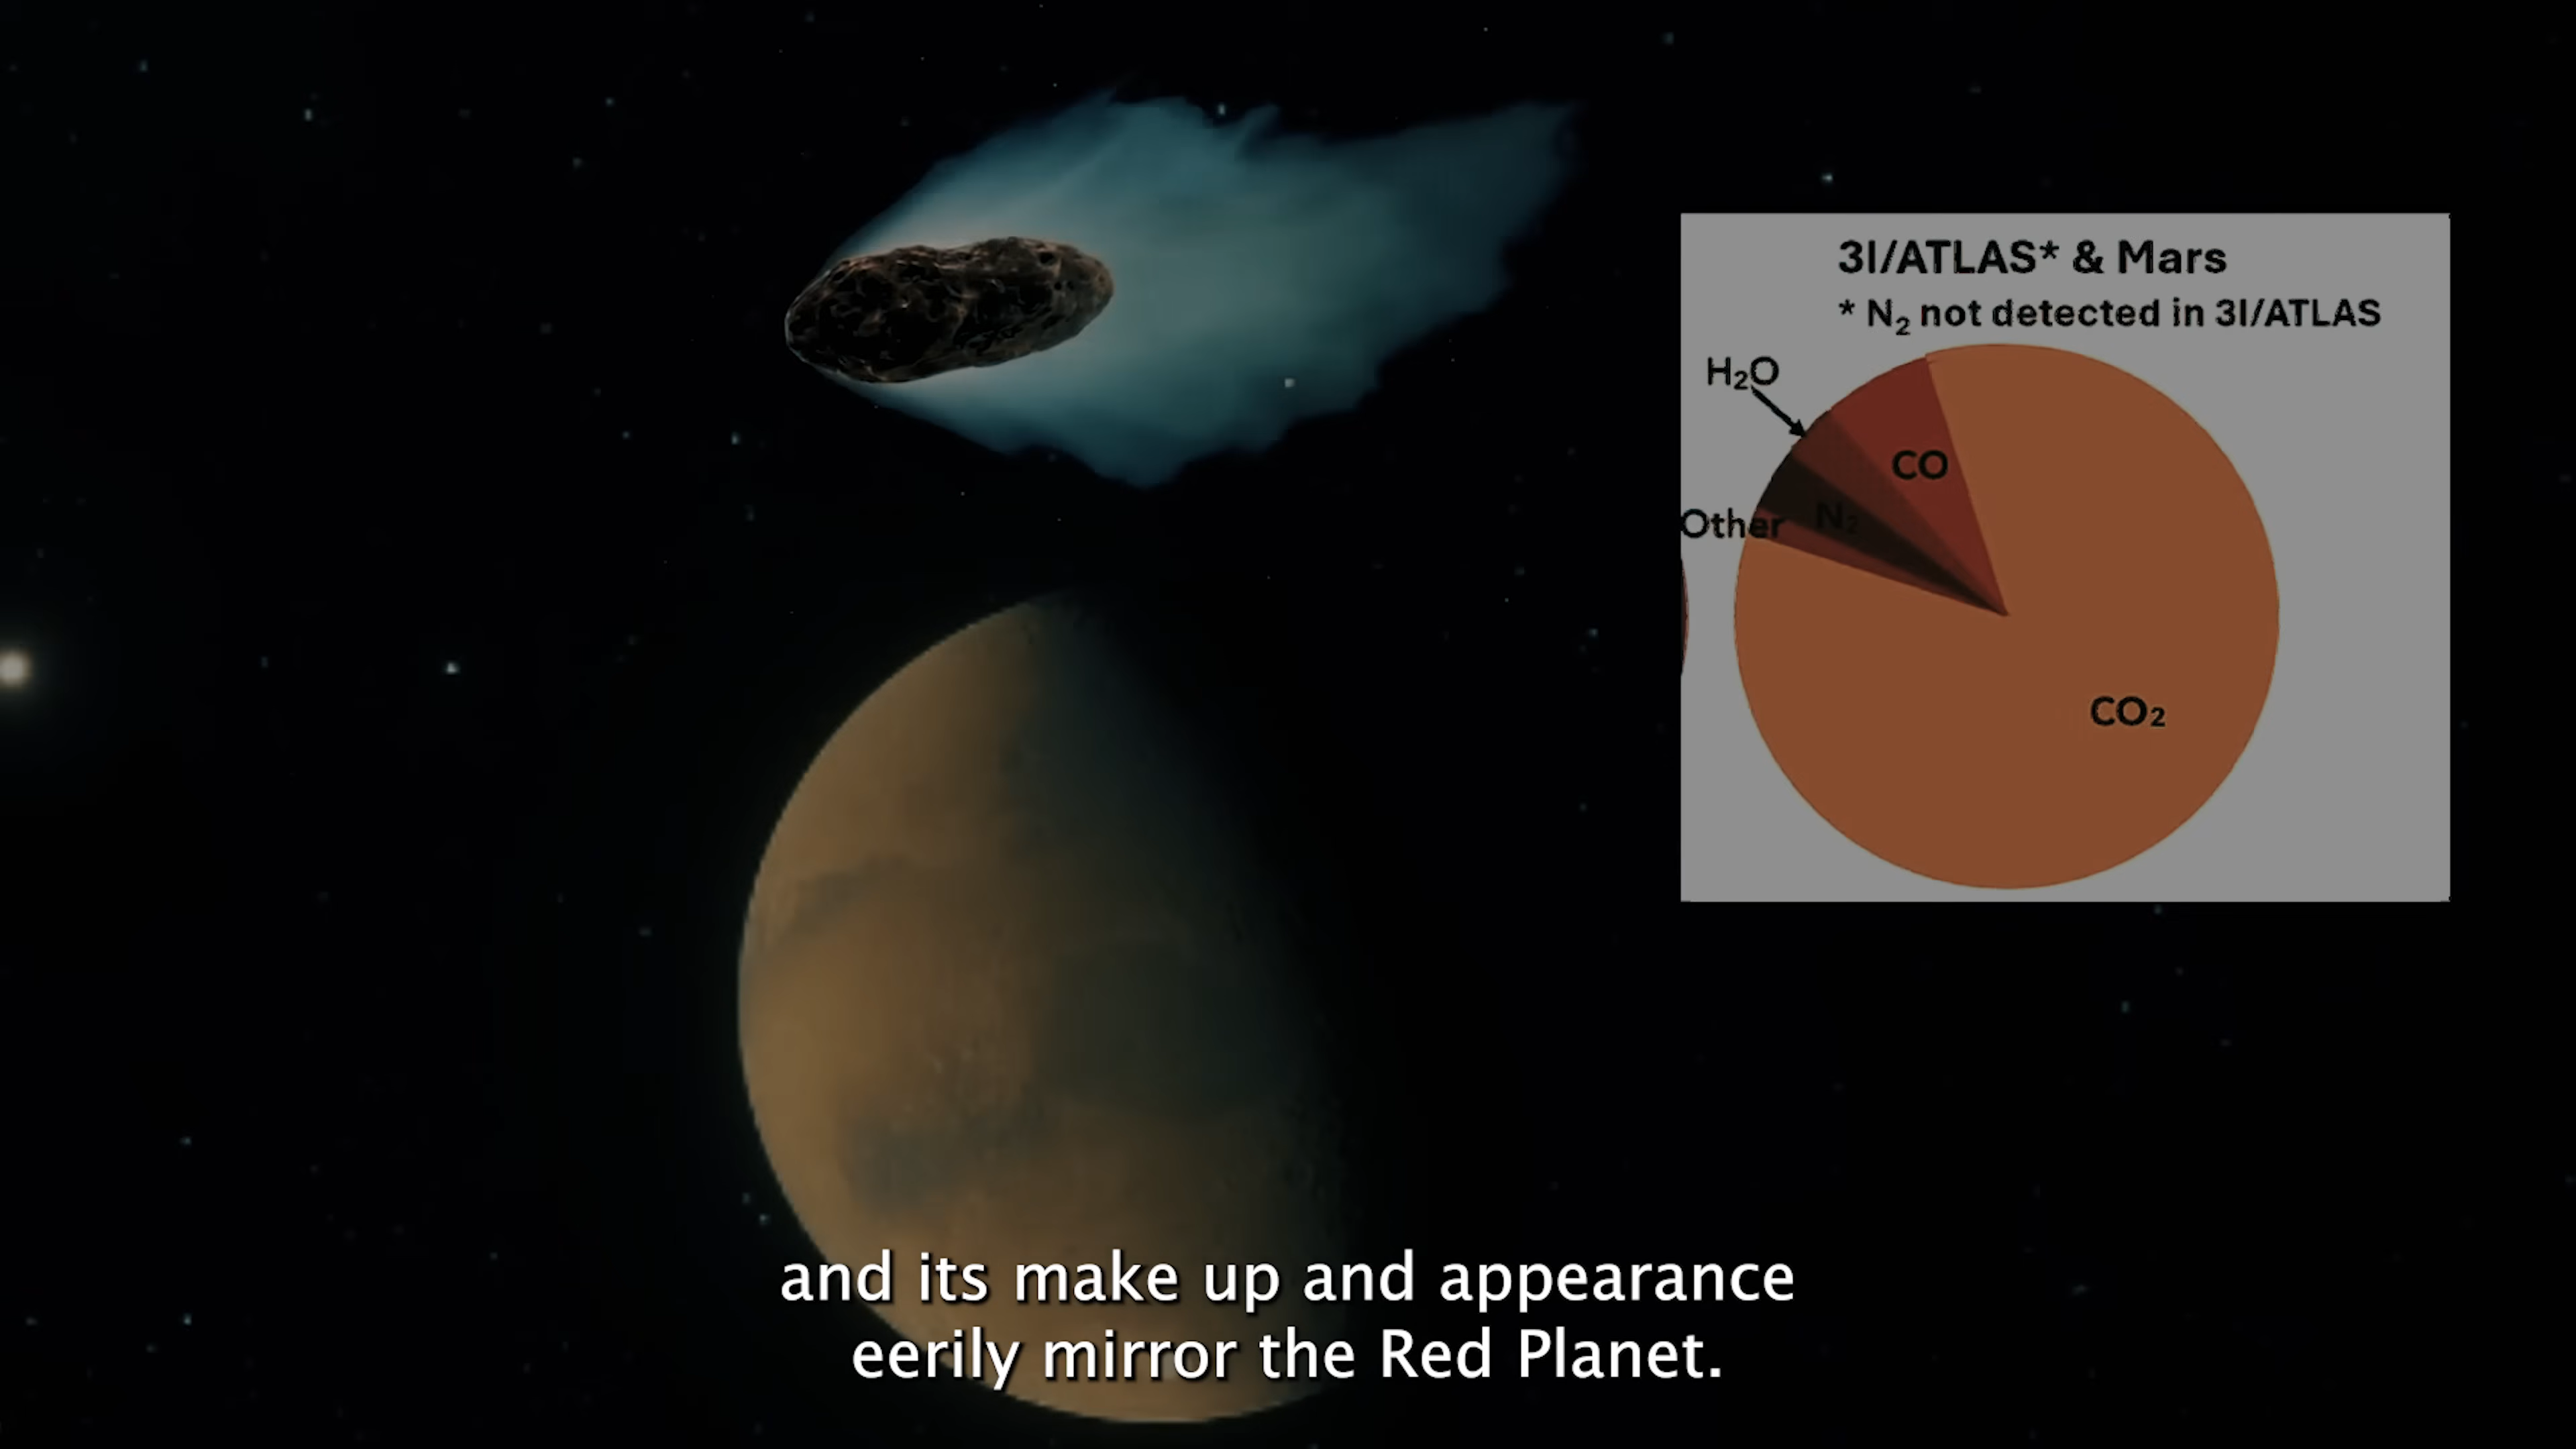 3I/ATLAS* & Mars
* N₂ not detected in 3I/ATLAS
H₂O
CO
Other
N₂
CO₂
and its make up and appearance
eerily mirror the Red Planet.